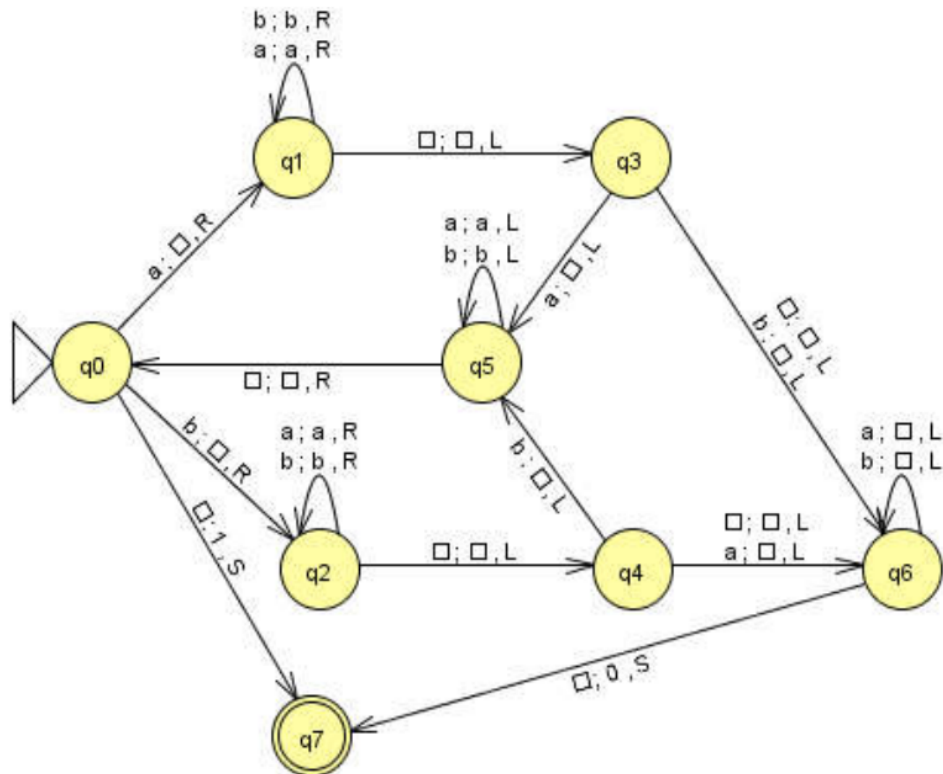 b ; b , R
a ; a , R
q1
□ ; □ , L
q3
a ; □ , R
a ; a , L
b ; b , L
a ; □ , L
□ ; □ , L
b ; □ , L
q0
q5
□ ; □ , R
b ; □ , R
a ; a , R
b ; b , R
b ; □ , L
a ; □ , L
b ; □ , L
□ ; 1 , S
q2
□ ; □ , L
q4
□ ; □ , L
a ; □ , L
q6
□ ; 0 , S
q7